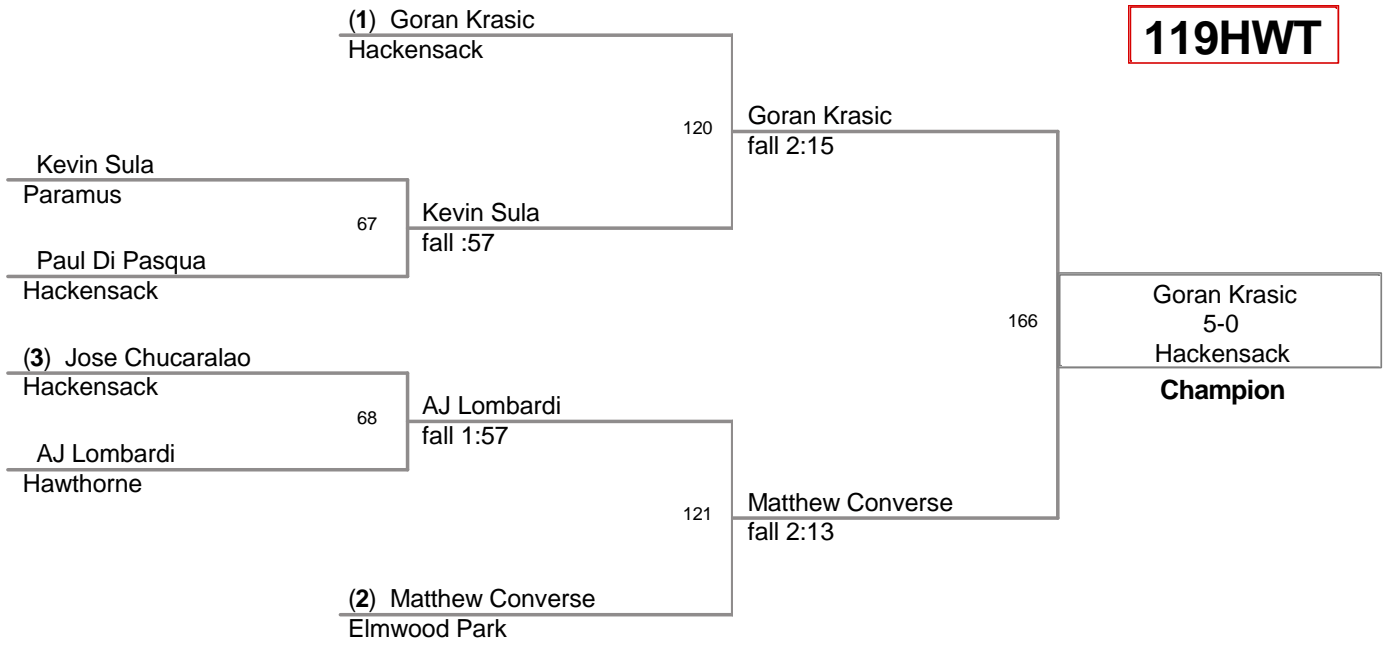 (1) Goran Krasic
Hackensack
119HWT
120
Goran Krasic
fall 2:15
Kevin Sula
Paramus
67
Kevin Sula
fall :57
Paul Di Pasqua
Hackensack
166
Goran Krasic
5-0
Hackensack
Champion
(3) Jose Chucaralao
Hackensack
68
AJ Lombardi
fall 1:57
AJ Lombardi
Hawthorne
121
Matthew Converse
fall 2:13
(2) Matthew Converse
Elmwood Park